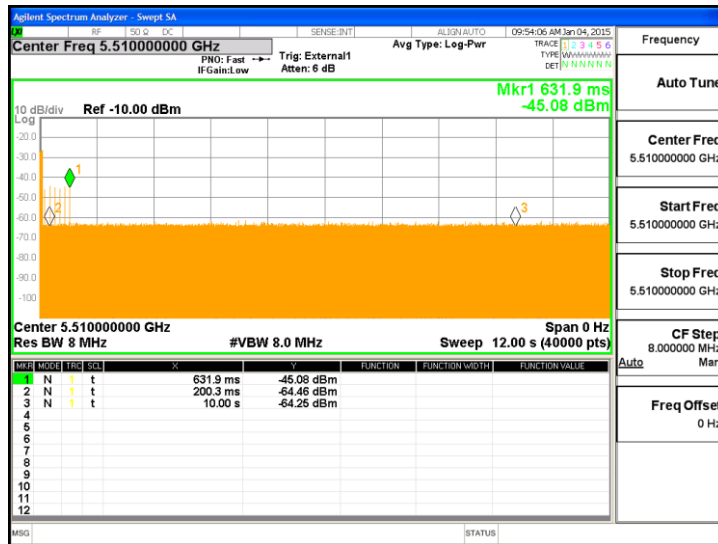 Agilent Spectrum Analyzer - Swept SA
RF 50 Ω DC SENSE:INT ALIGN AUTO 09:54:06 AM Jan 04, 2015
Center Freq 5.510000000 GHz
Avg Type: Log-Pwr
TRACE 1 2 3 4 5 6
PNO: Fast Trig: External1
TYPE W
IFGain:Low Atten: 6 dB
DET N N N N N N
Mkr1 631.9 ms
-45.08 dBm
10 dB/div Ref -10.00 dBm
Log
-20.0
-30.0
1
-40.0
-50.0
2 3
-60.0
-70.0
-80.0
-90.0
-100
Center 5.510000000 GHz Span 0 Hz
Res BW 8 MHz #VBW 8.0 MHz Sweep 12.00 s (40000 pts)
MKR MODE TRC SCL X Y FUNCTION FUNCTION WIDTH FUNCTION VALUE
1 N 1 t 631.9 ms -45.08 dBm
2 N 1 t 200.3 ms -64.46 dBm
3 N 1 t 10.00 s -64.25 dBm
4
5
6
7
8
9
10
11
12
MSG STATUS
Frequency
Auto Tune
Center Freq
5.510000000 GHz
Start Freq
5.510000000 GHz
Stop Freq
5.510000000 GHz
CF Step
8.000000 MHz
Auto Man
Freq Offset
0 Hz